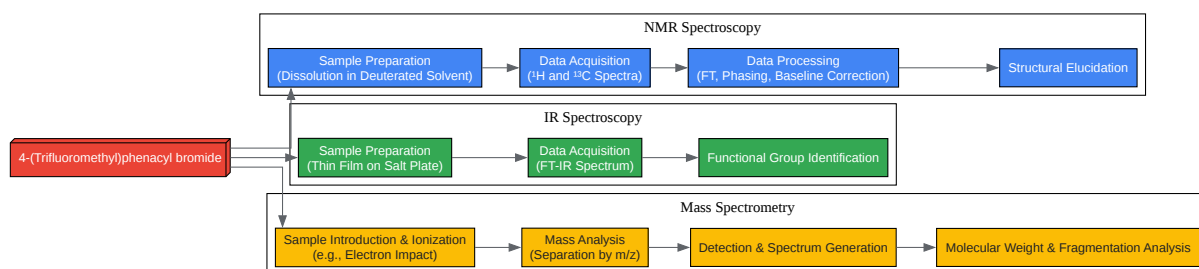 NMR Spectroscopy
Sample Preparation
(Dissolution in Deuterated Solvent)
Data Acquisition
(¹H and ¹³C Spectra)
Data Processing
(FT, Phasing, Baseline Correction)
Structural Elucidation
IR Spectroscopy
4-(Trifluoromethyl)phenacyl bromide
Sample Preparation
(Thin Film on Salt Plate)
Data Acquisition
(FT-IR Spectrum)
Functional Group Identification
Mass Spectrometry
Sample Introduction & Ionization
(e.g., Electron Impact)
Mass Analysis
(Separation by m/z)
Detection & Spectrum Generation
Molecular Weight & Fragmentation Analysis